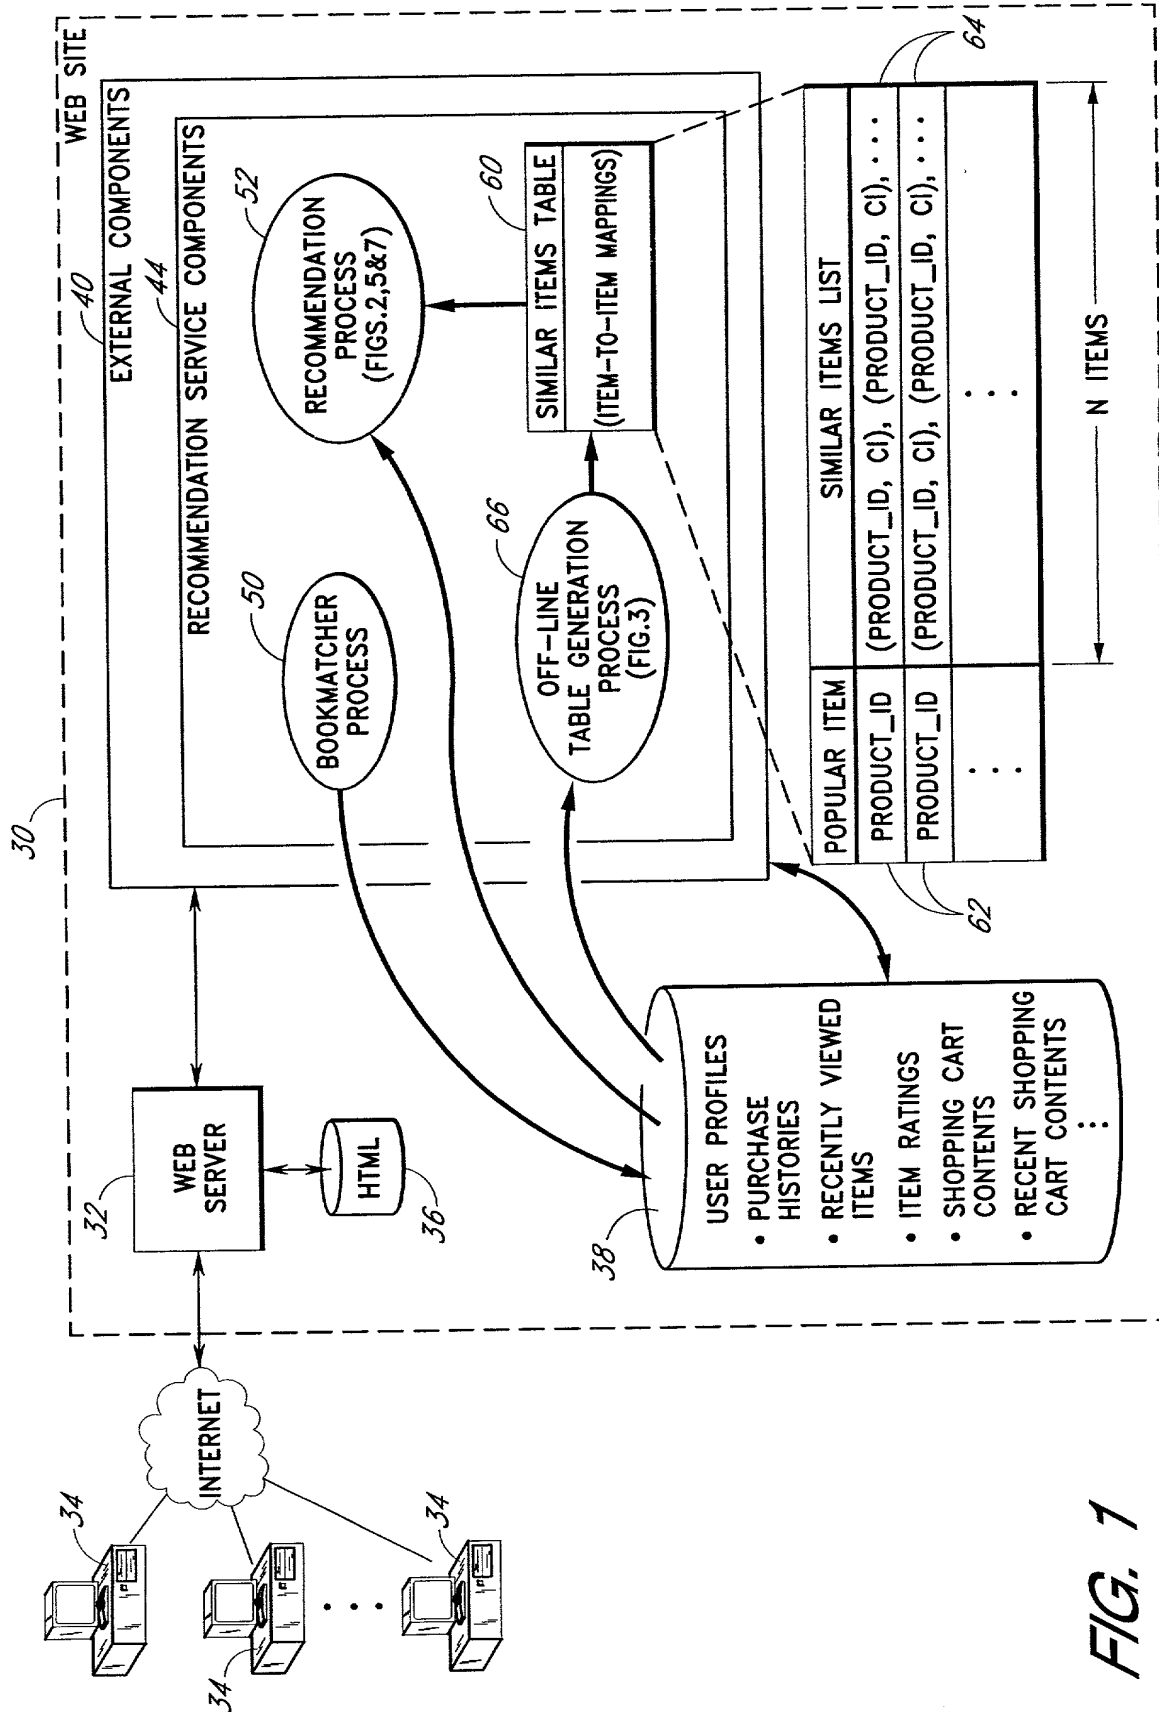 30
WEB SITE
40
EXTERNAL COMPONENTS
44
RECOMMENDATION SERVICE COMPONENTS
34
34
34
INTERNET
32
WEB
SERVER
HTML
36
50
BOOKMATCHER
PROCESS
52
RECOMMENDATION
PROCESS
(FIGS.2,5&7)
66
OFF-LINE
TABLE GENERATION
PROCESS
(FIG.3)
60
SIMILAR ITEMS TABLE
(ITEM-TO-ITEM MAPPINGS)
38
USER PROFILES
• PURCHASE
HISTORIES
• RECENTLY VIEWED
ITEMS
• ITEM RATINGS
• SHOPPING CART
CONTENTS
• RECENT SHOPPING
CART CONTENTS
POPULAR ITEM
SIMILAR ITEMS LIST
PRODUCT_ID
(PRODUCT_ID, CI), (PRODUCT_ID, CI), ...
PRODUCT_ID
(PRODUCT_ID, CI), (PRODUCT_ID, CI), ...
62
64
N ITEMS
FIG. 1